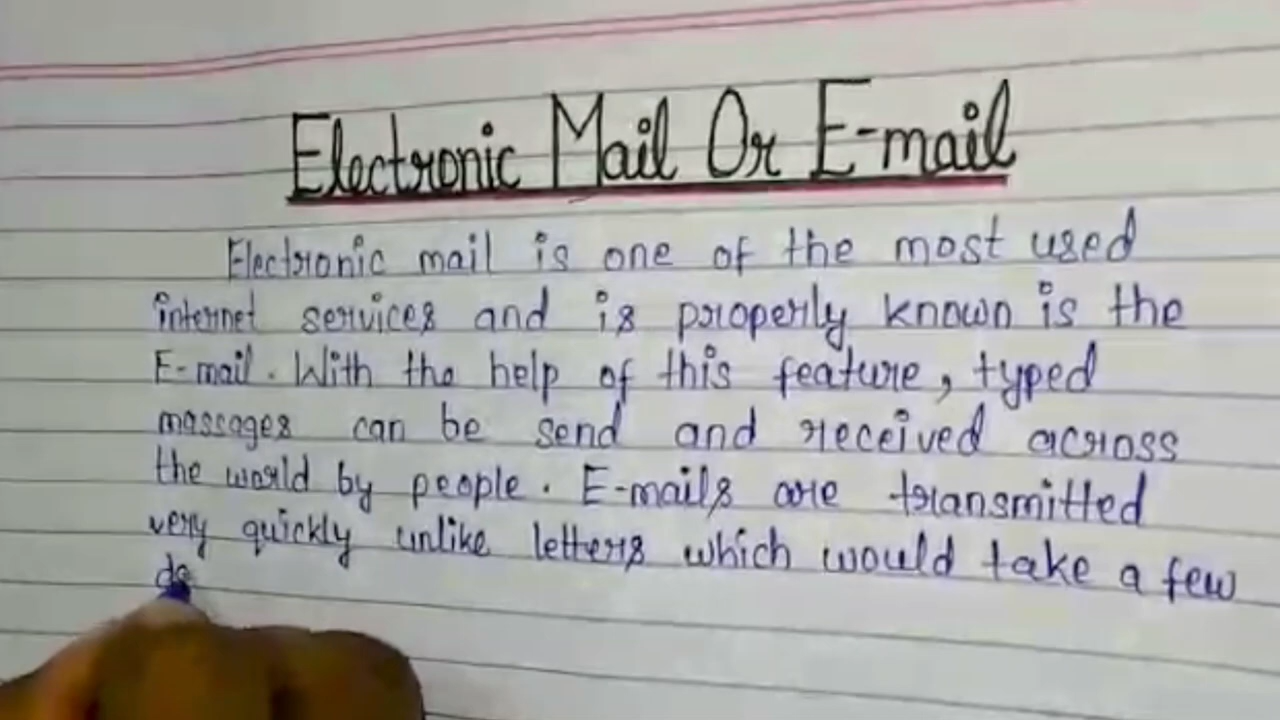 Electronic Mail Or E-mail
Electronic mail is one of the most used
internet services and is properly known is the
E-mail. With the help of this feature, typed
massages can be send and received across
the world by people. E-mails are transmitted
very quickly unlike letters which would take a few